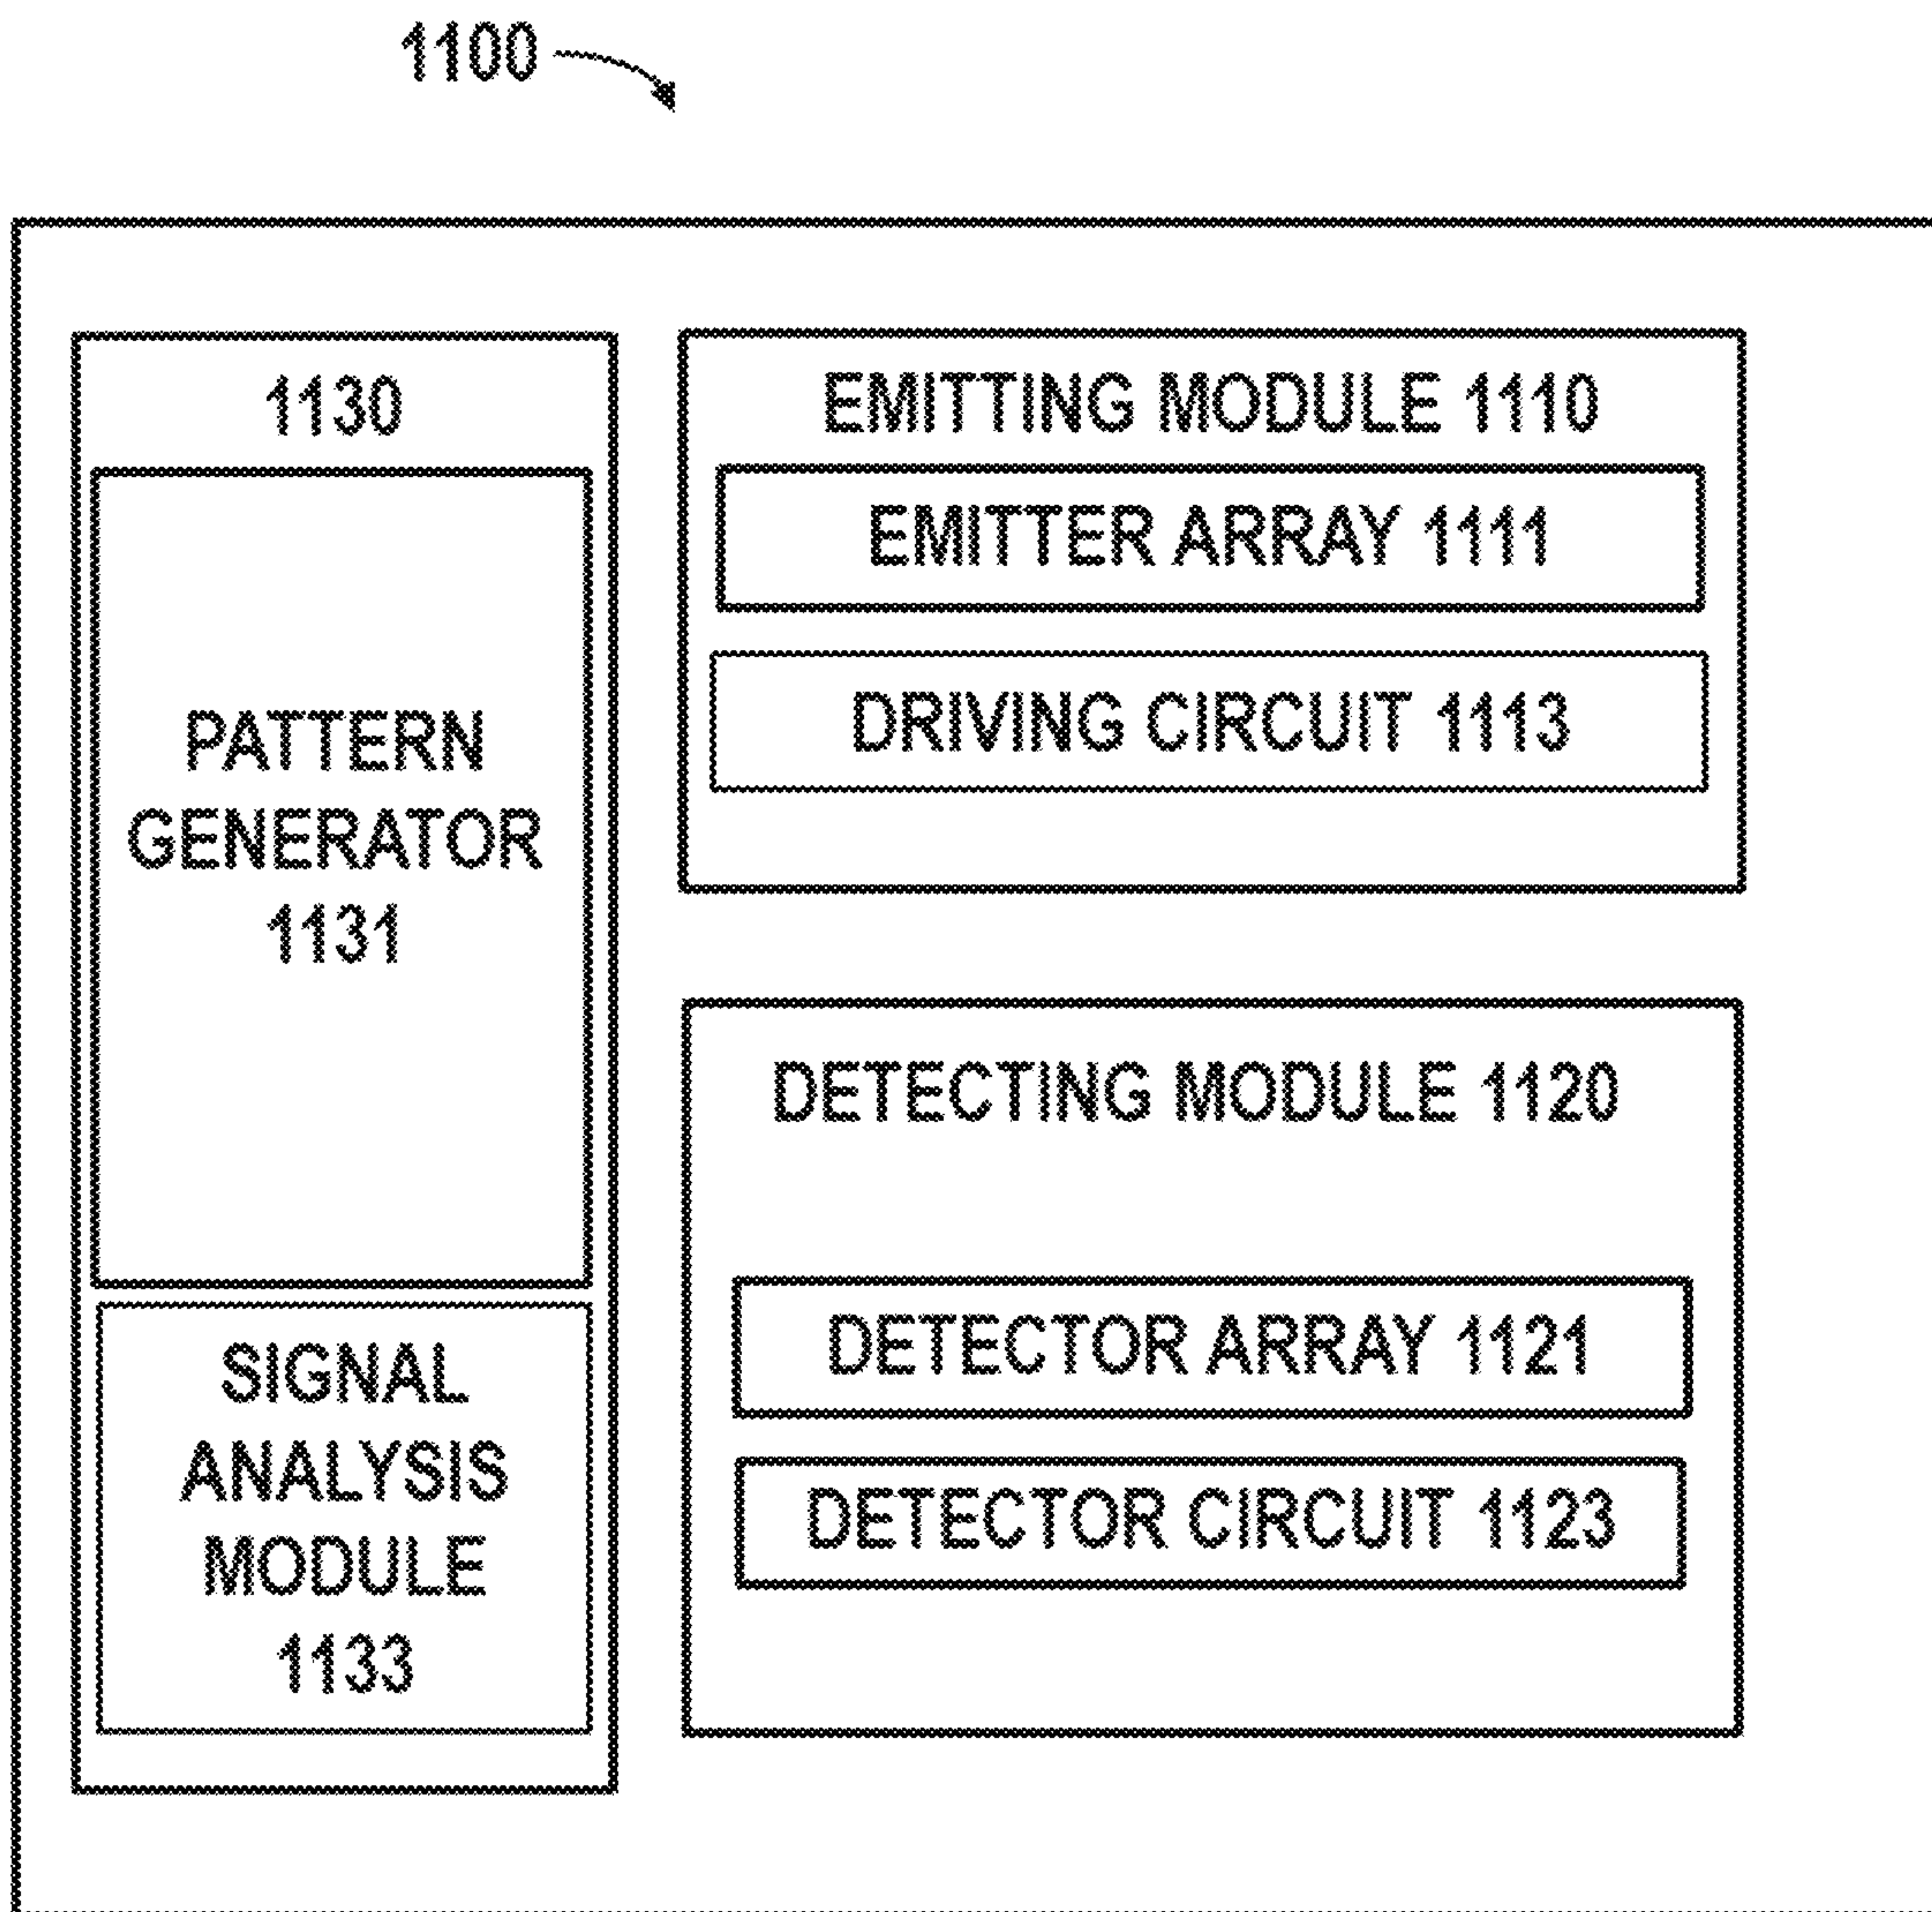 1100
1130
PATTERN
GENERATOR
1131
SIGNAL
ANALYSIS
MODULE
1133
EMITTING MODULE 1110
EMITTER ARRAY 1111
DRIVING CIRCUIT 1113
DETECTING MODULE 1120
DETECTOR ARRAY 1121
DETECTOR CIRCUIT 1123